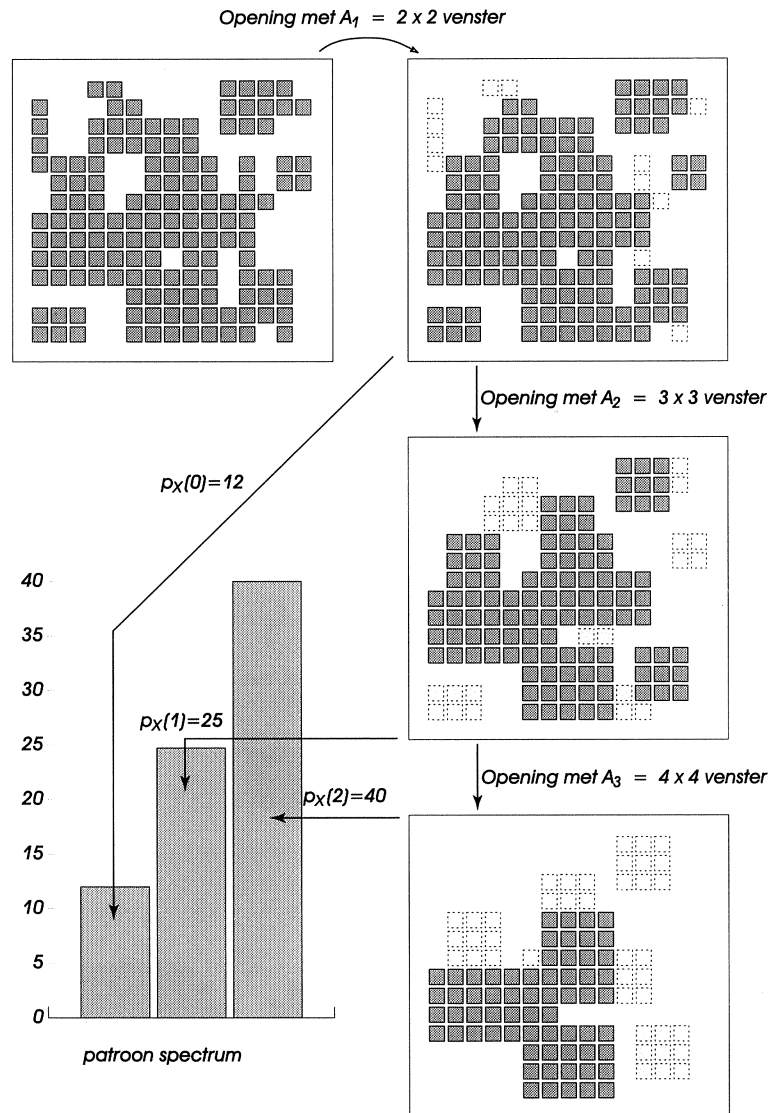 Opening met A1 = 2 x 2 venster
Opening met A2 = 3 x 3 venster
pX(0)=12
40
35
30
pX(1)=25
25
Opening met A3 = 4 x 4 venster
pX(2)=40
20
15
10
5
0
patroon spectrum